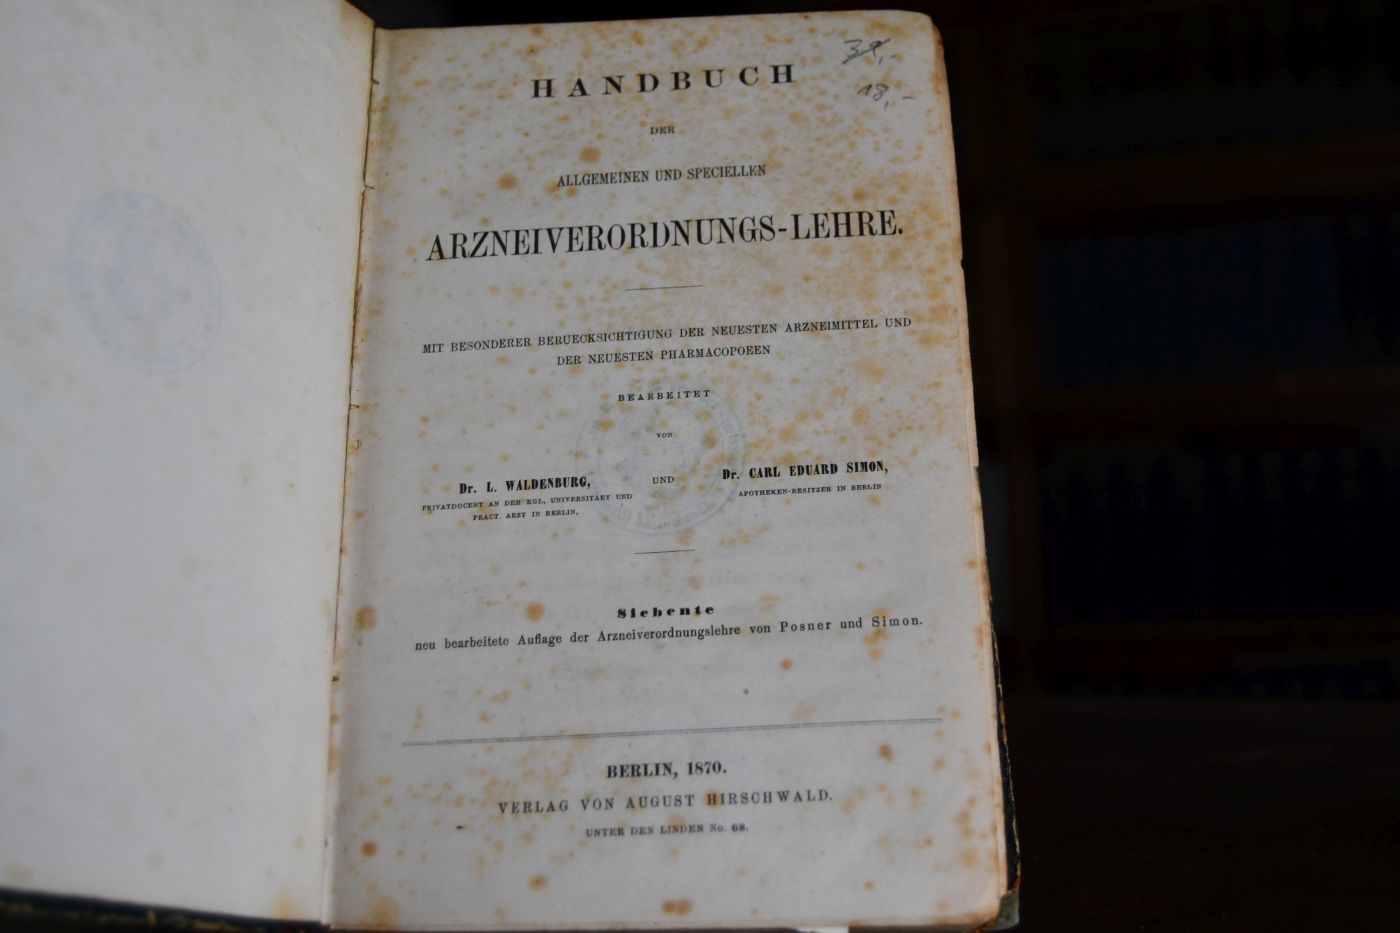 HANDBUCH
DER
ALLGEMEINEN UND SPECIELLEN
ARZNEIVERORDNUNGS-LEHRE.
MIT BESONDERER BERUECKSICHTIGUNG DER NEUESTEN ARZNEIMITTEL UND
DER NEUESTEN PHARMACOPOEEN
BEARBEITET
VON
Dr. L. WALDENBURG,
PRIVATDOCENT AN DER KGL. UNIVERSITAET UND
PRACT. ARZT IN BERLIN,
UND
Dr. CARL EDUARD SIMON,
APOTHEKEN-BESITZER IN BERLIN
Siebente
neu bearbeitete Auflage der Arzneiverordnungslehre von Posner und Simon.
BERLIN, 1870.
VERLAG VON AUGUST HIRSCHWALD.
UNTER DEN LINDEN No. 68.
18,-